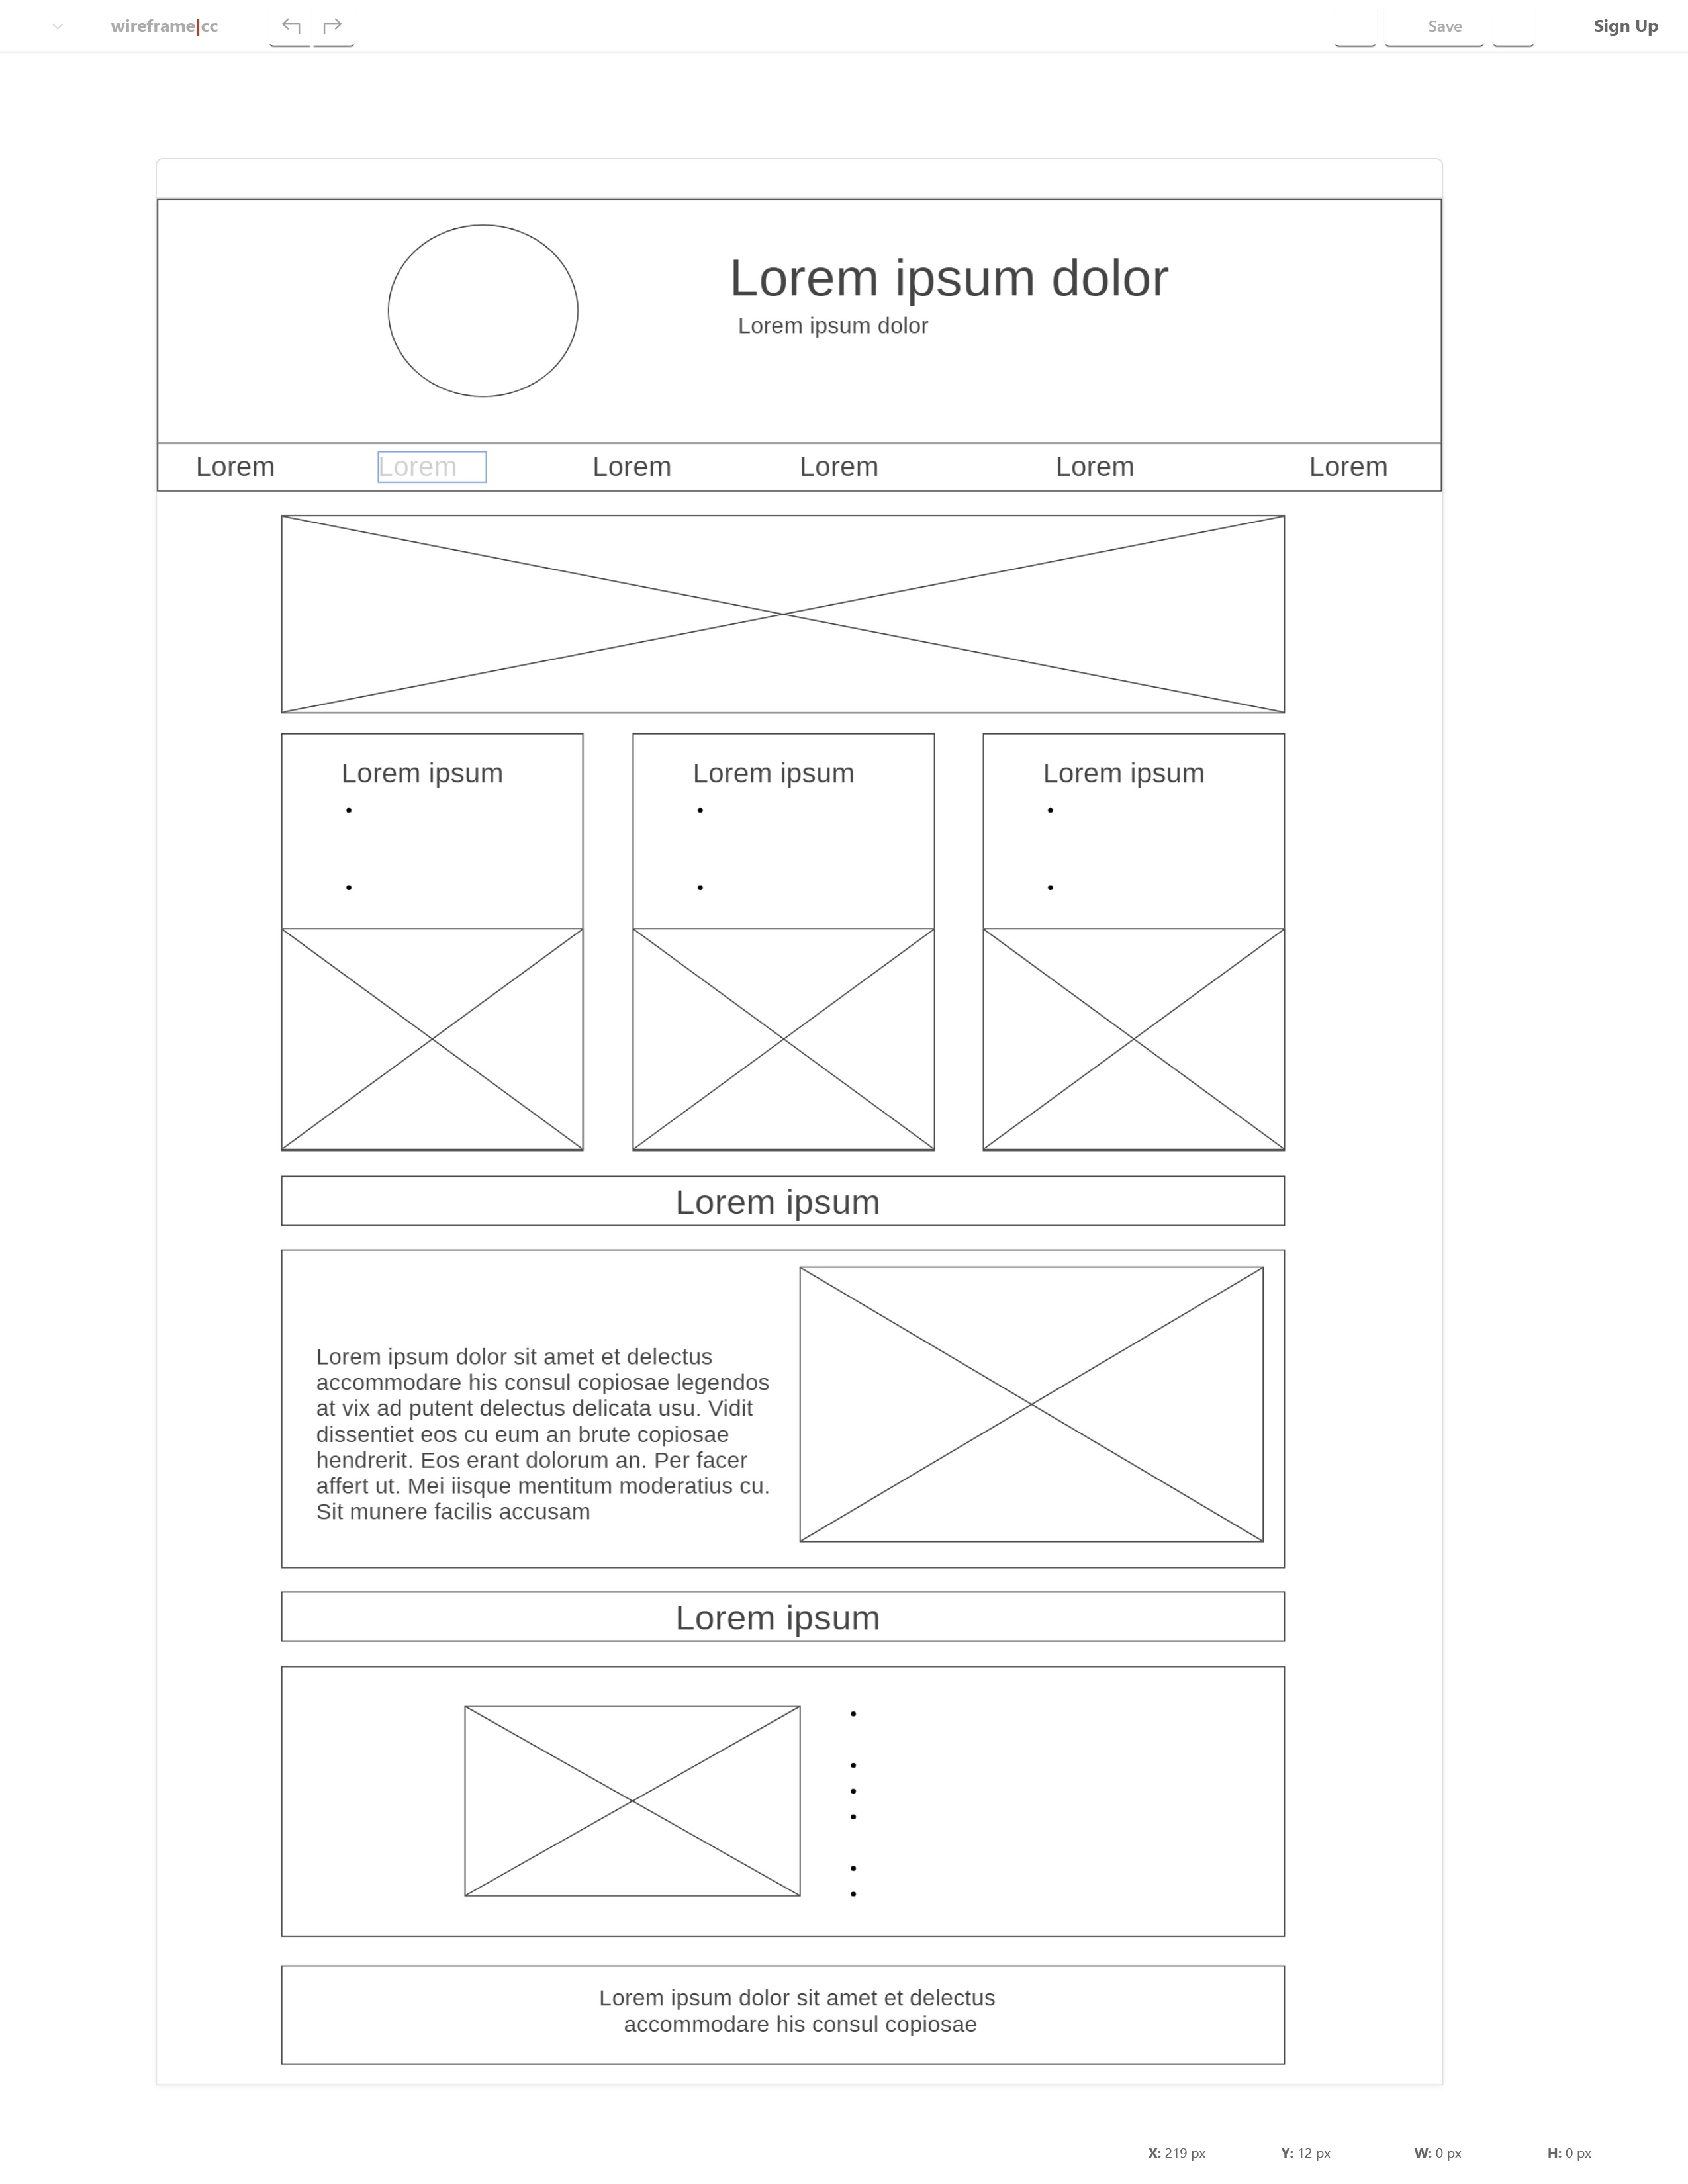 wireframe|cc
Save
Sign Up
Lorem ipsum dolor
Lorem ipsum dolor
Lorem Lorem Lorem Lorem Lorem Lorem
Lorem ipsum Lorem ipsum Lorem ipsum
Lorem ipsum
Lorem ipsum dolor sit amet et delectus
accommodare his consul copiosae legendos
at vix ad putent delectus delicata usu. Vidit
dissentiet eos cu eum an brute copiosae
hendrerit. Eos erant dolorum an. Per facer
affert ut. Mei iisque mentitum moderatius cu.
Sit munere facilis accusam
Lorem ipsum
Lorem ipsum dolor sit amet et delectus
accommodare his consul copiosae
X: 219 px Y: 12 px W: 0 px H: 0 px